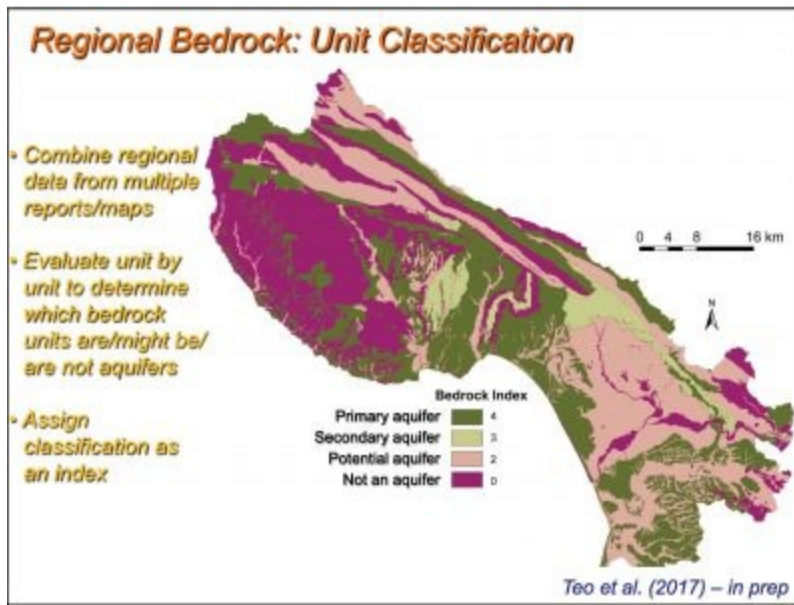 Regional Bedrock: Unit Classification
• Combine regional
data from multiple
reports/maps
• Evaluate unit by
unit to determine
which bedrock
units are/might be/
are not aquifers
• Assign
classification as
an index
0 4 8 16 km
N
Bedrock Index
Primary aquifer 4
Secondary aquifer 3
Potential aquifer 2
Not an aquifer 0
Teo et al. (2017) – in prep